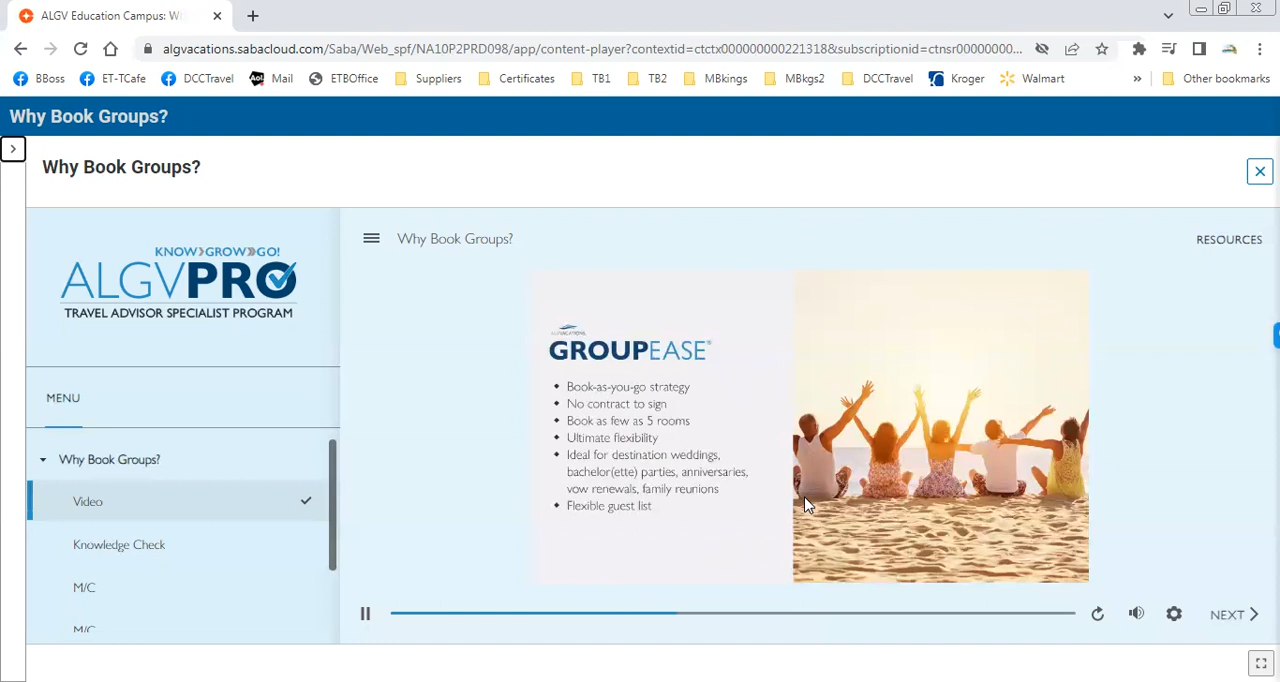 ALGV Education Campus: W
algvacations.sabacloud.com/Saba/Web_spf/NA10P2PRD098/app/content-player?contextid=ctctx000000000221318&subscriptionid=ctnsr00000000...
BBoss ET-TCafe DCCTravel Aol. Mail ETBOffice Suppliers Certificates TB1 TB2 MBkings MBkgs2 DCCTravel Kroger Walmart » Other bookmarks
Why Book Groups?
Why Book Groups?
KNOW GROW GO!
ALGVPRO
TRAVEL ADVISOR SPECIALIST PROGRAM
MENU
Why Book Groups?
Video
Knowledge Check
M/C
M/C
Why Book Groups?
RESOURCES
GROUPEASE®
• Book-as-you-go strategy
• No contract to sign
• Book as few as 5 rooms
• Ultimate flexibility
• Ideal for destination weddings,
bachelor(ette) parties, anniversaries,
vow renewals, family reunions
• Flexible guest list
NEXT